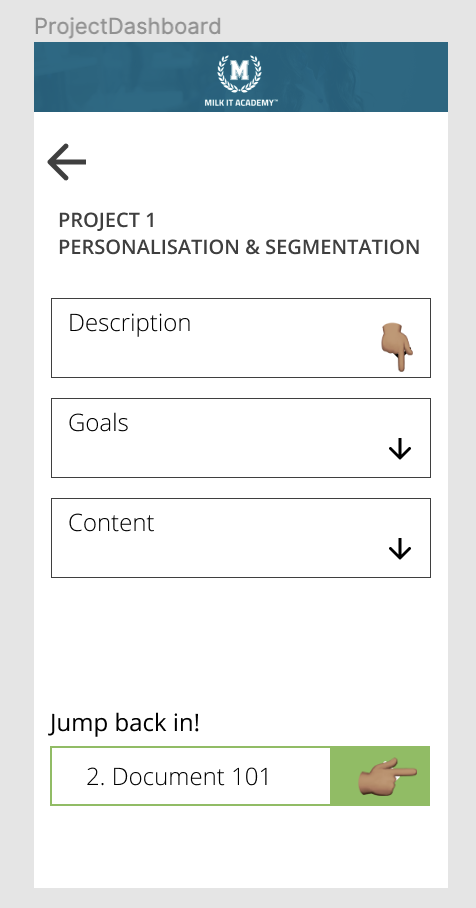 ProjectDashboard
M
MILK IT ACADEMY™
PROJECT 1
PERSONALISATION & SEGMENTATION
Description
Goals
Content
Jump back in!
2. Document 101